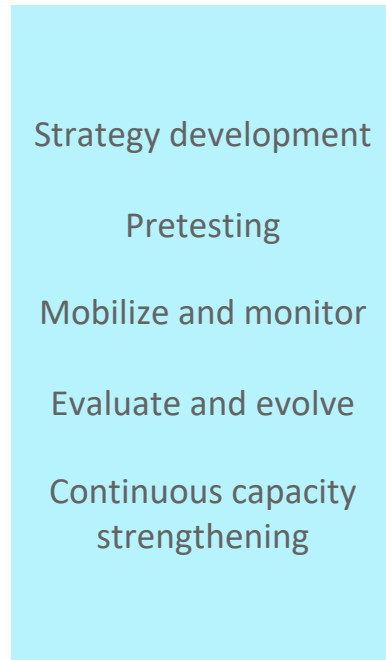 Strategy development
Pretesting
Mobilize and monitor
Evaluate and evolve
Continuous capacity
strengthening